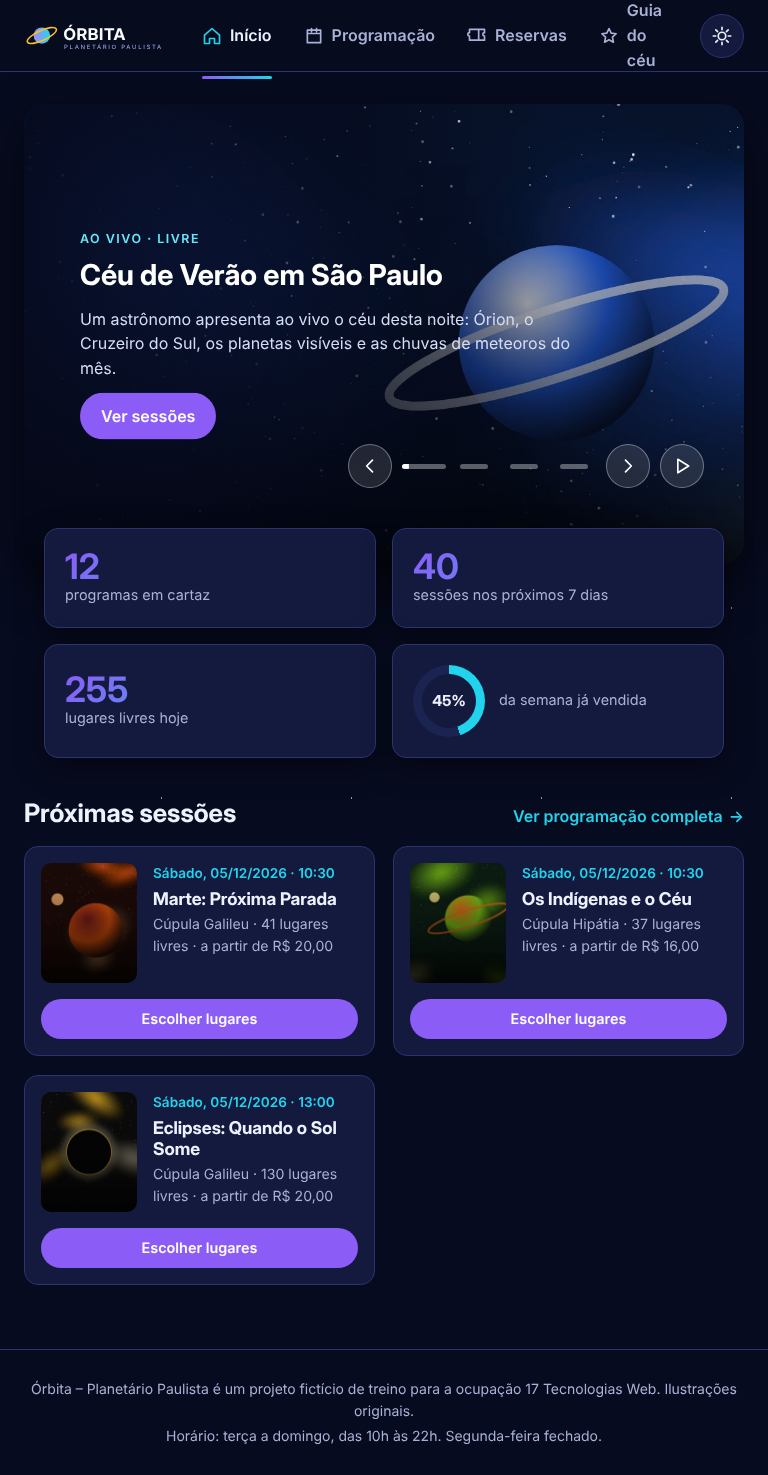 ÓRBITA
PLANETÁRIO PAULISTA
Início
Programação
Reservas
Guia
do
céu
AO VIVO · LIVRE
Céu de Verão em São Paulo
Um astrônomo apresenta ao vivo o céu desta noite: Órion, o
Cruzeiro do Sul, os planetas visíveis e as chuvas de meteoros do
mês.
Ver sessões
12
programas em cartaz
40
sessões nos próximos 7 dias
255
lugares livres hoje
45%
da semana já vendida
Próximas sessões
Ver programação completa →
Sábado, 05/12/2026 · 10:30
Marte: Próxima Parada
Cúpula Galileu · 41 lugares
livres · a partir de R$ 20,00
Escolher lugares
Sábado, 05/12/2026 · 10:30
Os Indígenas e o Céu
Cúpula Hipátia · 37 lugares
livres · a partir de R$ 16,00
Escolher lugares
Sábado, 05/12/2026 · 13:00
Eclipses: Quando o Sol
Some
Cúpula Galileu · 130 lugares
livres · a partir de R$ 20,00
Escolher lugares
Órbita – Planetário Paulista é um projeto fictício de treino para a ocupação 17 Tecnologias Web. Ilustrações
originais.
Horário: terça a domingo, das 10h às 22h. Segunda-feira fechado.